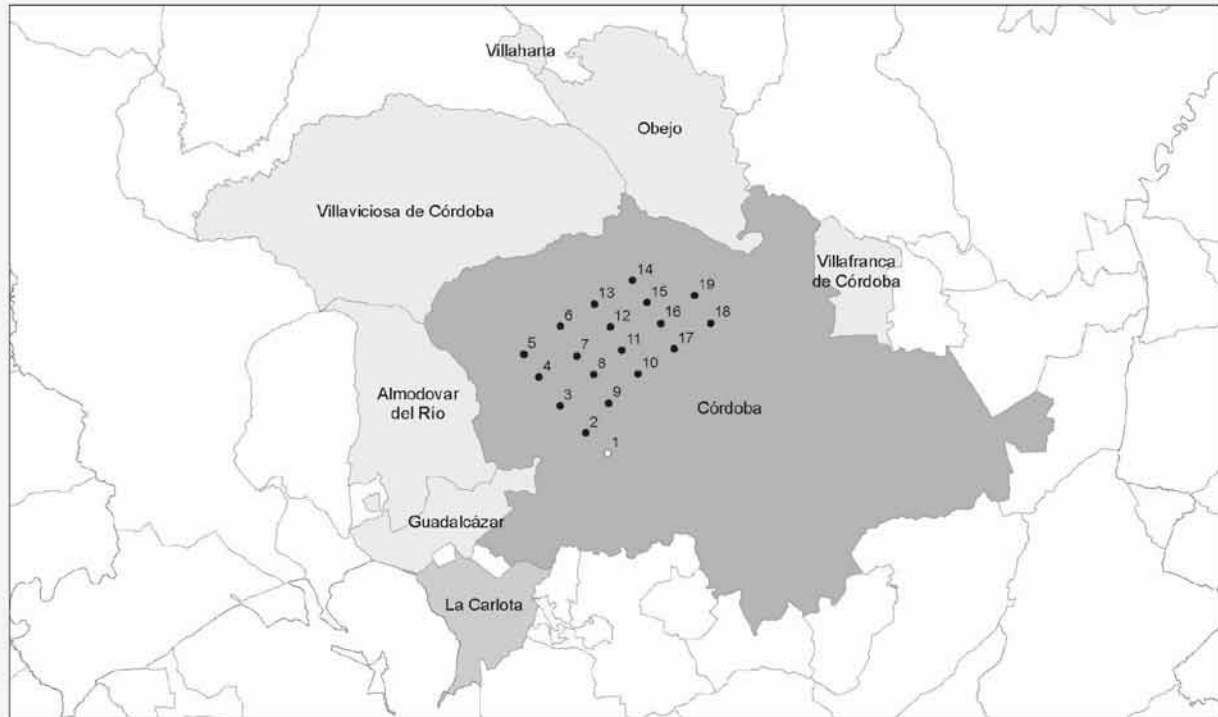 Villaharta
Obejo
Villaviciosa de Córdoba
Villafranca
de Córdoba
14
13
15
19
6
12
16
18
5
7
11
17
4
8
10
Almodovar
del Río
3
9
Córdoba
2
1
Guadalcázar
La Carlota